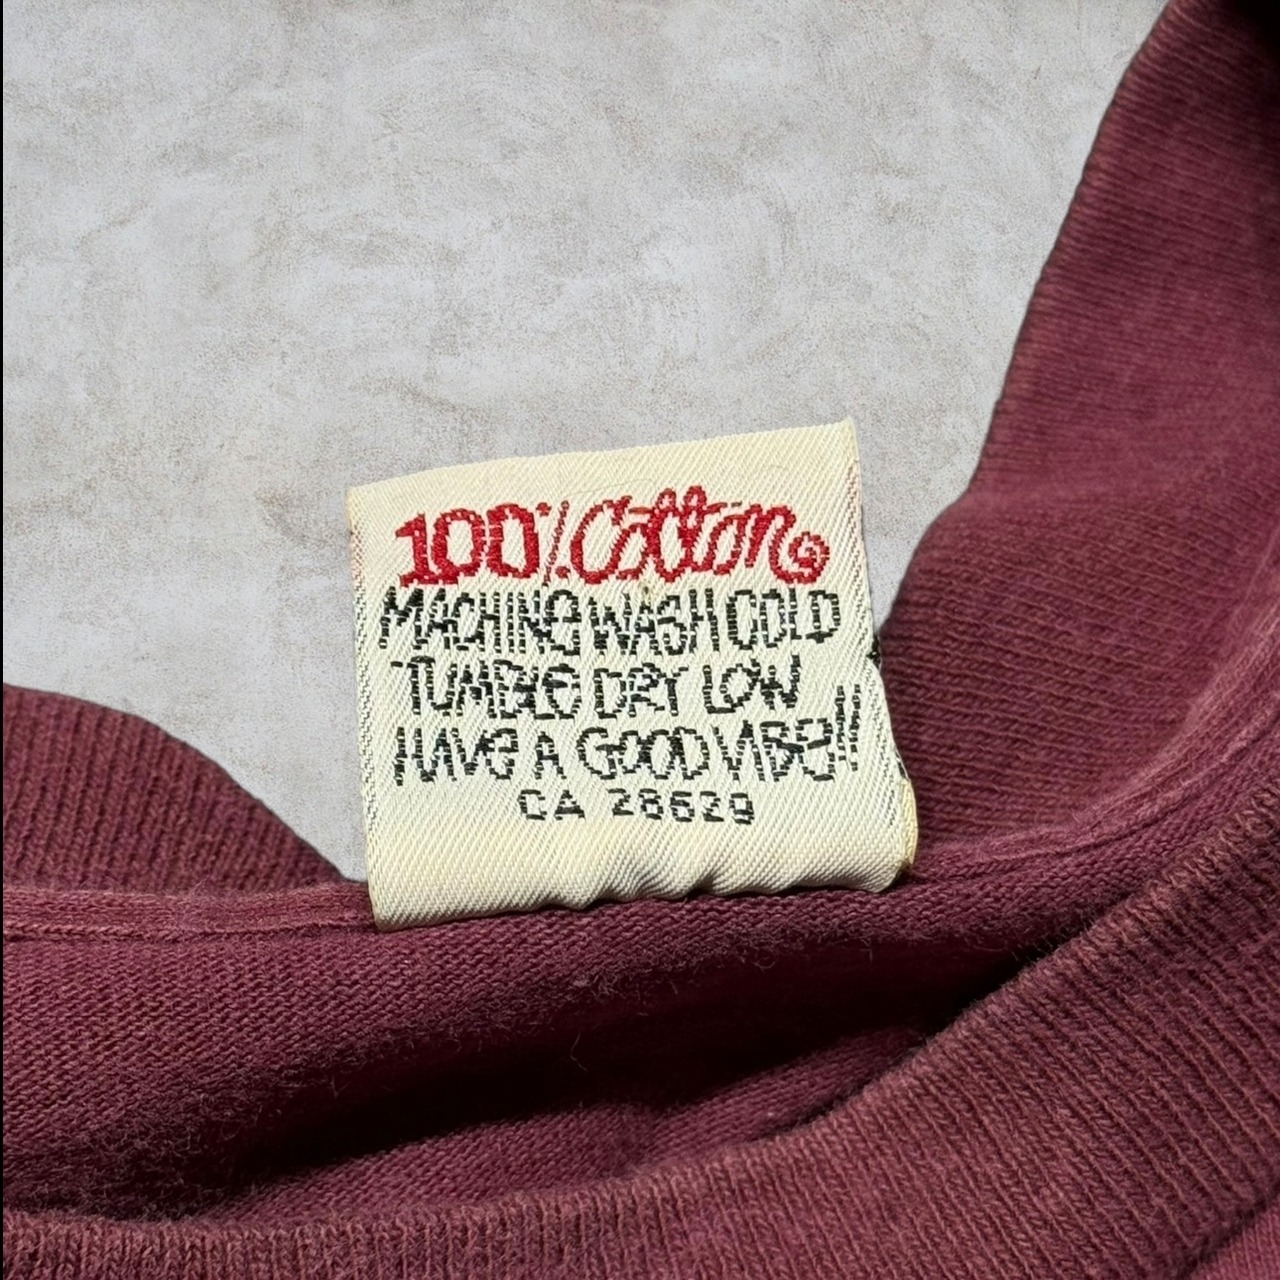 100% Cotton
MACHINE WASH COLD
TUMBLE DRY LOW
HAVE A GOOD VIBE!!!
CA 28629